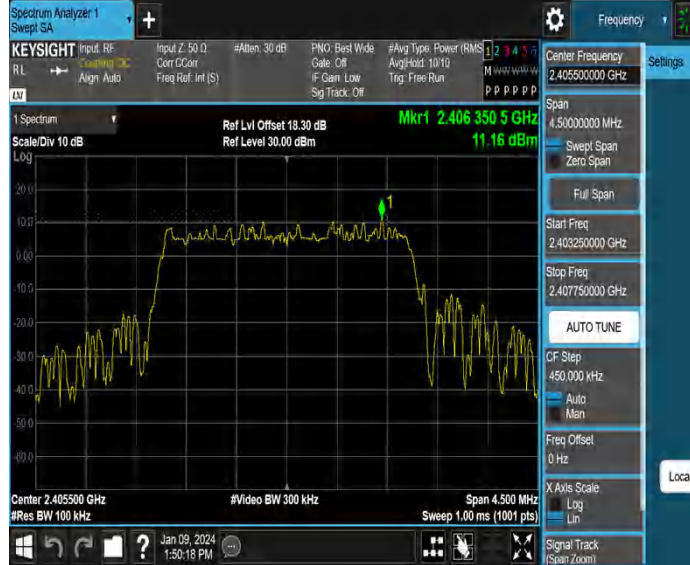 Spectrum Analyzer 1
Swept SA
+
Frequency
KEYSIGHT
Input: RF
Input Z: 50 Ω
#Atten: 30 dB
PNO: Best Wide
#Avg Type: Power (RMS
1 2 3 4 5 6
RL
Coupling: DC
Corr CCorr
Gate: Off
Avg|Hold: 10/10
M W W W W W
Align: Auto
Freq Ref: Int (S)
IF Gain: Low
Trig: Free Run
Sig Track: Off
P P P P P P
LXI
1 Spectrum
Ref Lvl Offset 18.30 dB
Mkr1 2.406 350 5 GHz
Scale/Div 10 dB
Ref Level 30.00 dBm
11.16 dBm
Log
20.0
10.0
0.00
-10.0
-20.0
-30.0
-40.0
-50.0
-60.0
1
Center 2.405500 GHz
#Video BW 300 kHz
Span 4.500 MHz
#Res BW 100 kHz
Sweep 1.00 ms (1001 pts)
?
Jan 09, 2024
1:50:18 PM
Center Frequency
2.405500000 GHz
Settings
Span
4.50000000 MHz
Swept Span
Zero Span
Full Span
Start Freq
2.403250000 GHz
Stop Freq
2.407750000 GHz
AUTO TUNE
CF Step
450.000 kHz
Auto
Man
Freq Offset
0 Hz
Loca
X Axis Scale
Log
Lin
Signal Track
(Span Zoom)